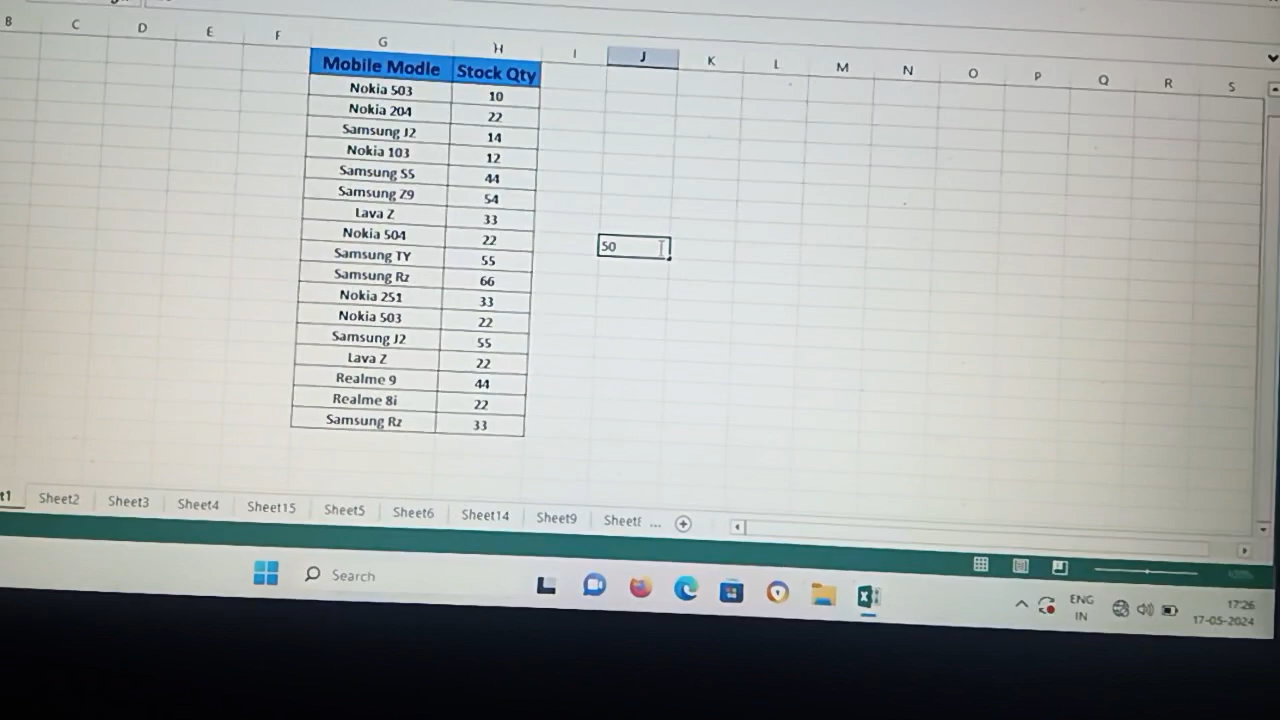 B C D E F G H I J K L M N O P Q R S
Mobile Modle Stock Qty
Nokia 503 10
Nokia 204 22
Samsung J2 14
Nokia 103 12
Samsung S5 44
Samsung Z9 54
Lava Z 33
Nokia 504 22
50
Samsung TY 55
Samsung Rz 66
Nokia 251 33
Nokia 503 22
Samsung J2 55
Lava Z 22
Realme 9 44
Realme 8i 22
Samsung Rz 33
t1 Sheet2 Sheet3 Sheet4 Sheet15 Sheet5 Sheet6 Sheet14 Sheet9 Sheet8 ...
Search
ENG
IN
17:26
17-05-2024